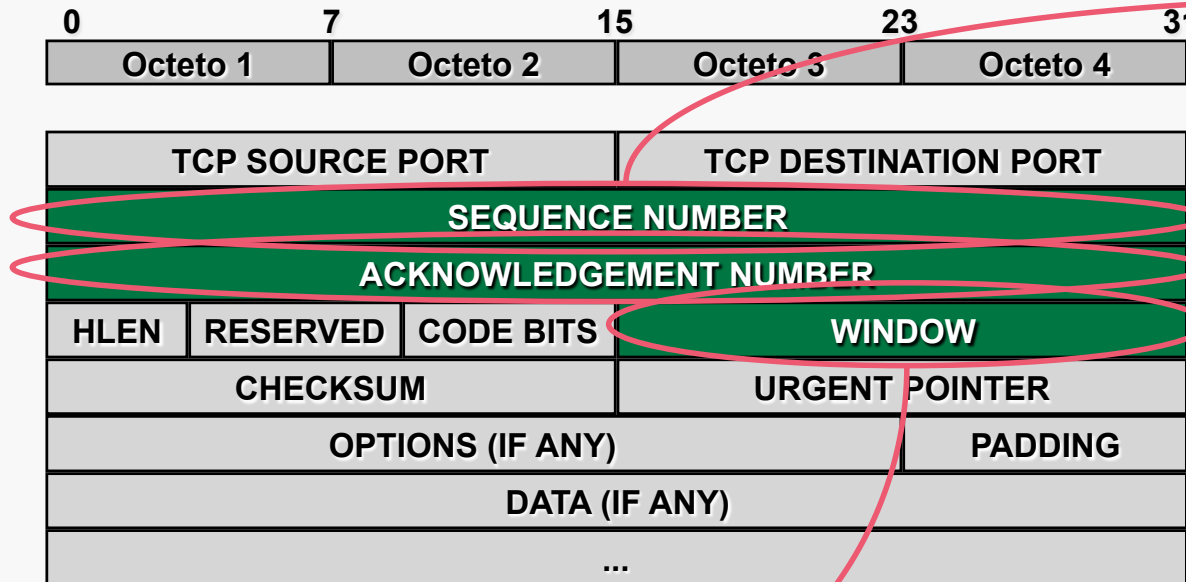 0 7 15 23 31
Octeto 1 Octeto 2 Octeto 3 Octeto 4
TCP SOURCE PORT TCP DESTINATION PORT
SEQUENCE NUMBER
ACKNOWLEDGEMENT NUMBER
HLEN RESERVED CODE BITS WINDOW
CHECKSUM URGENT POINTER
OPTIONS (IF ANY) PADDING
DATA (IF ANY)
...